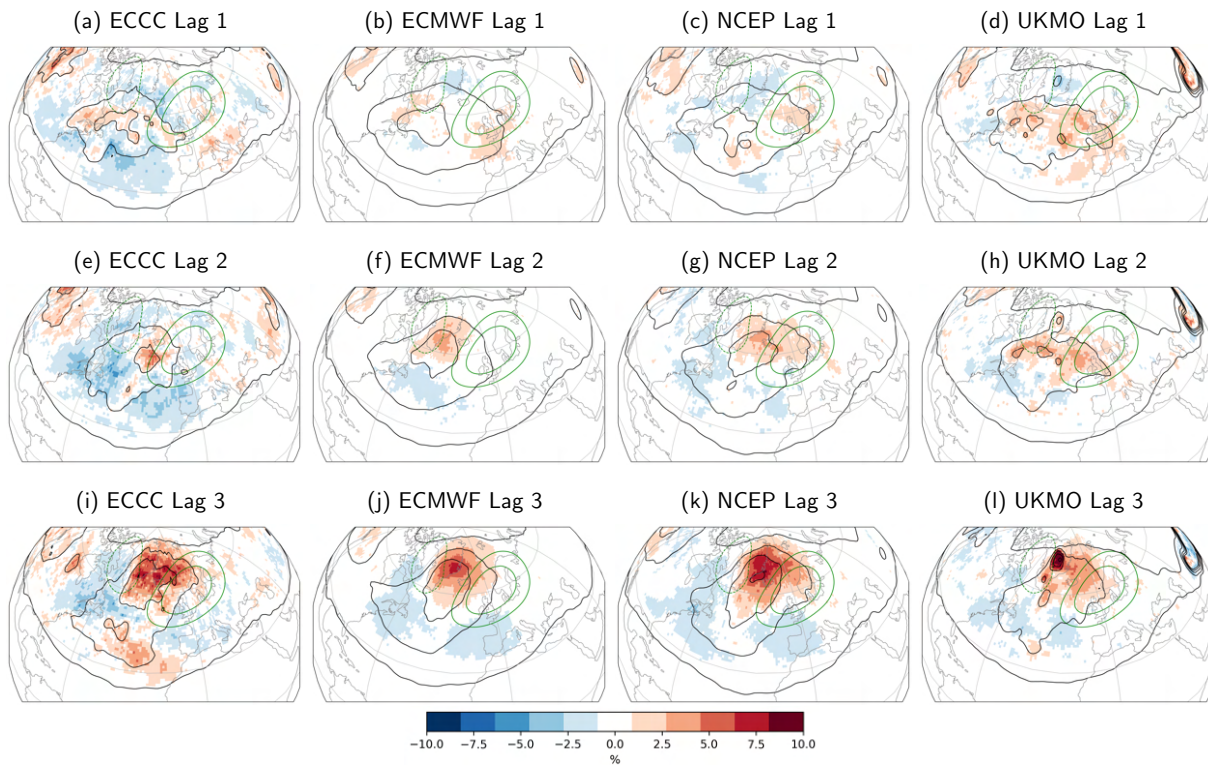 (a) ECCC Lag 1
(b) ECMWF Lag 1
(c) NCEP Lag 1
(d) UKMO Lag 1
(e) ECCC Lag 2
(f) ECMWF Lag 2
(g) NCEP Lag 2
(h) UKMO Lag 2
(i) ECCC Lag 3
(j) ECMWF Lag 3
(k) NCEP Lag 3
(l) UKMO Lag 3
−10.0 −7.5 −5.0 −2.5 0.0 2.5 5.0 7.5 10.0
%